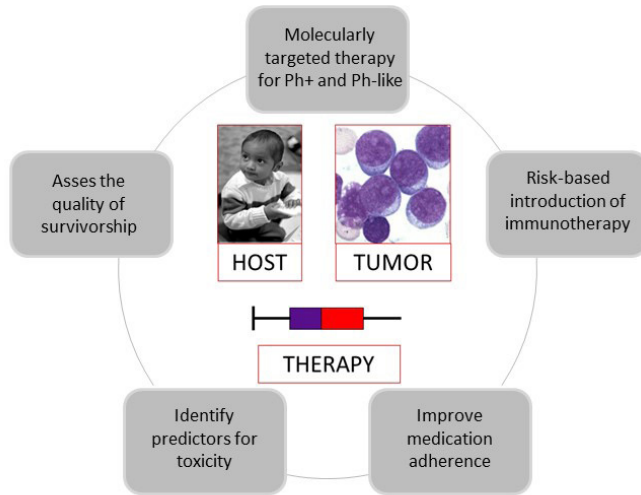 Molecularly
targeted therapy
for Ph+ and Ph-like
Asses the
quality of
survivorship
Risk-based
introduction of
immunotherapy
HOST
TUMOR
THERAPY
Identify
predictors for
toxicity
Improve
medication
adherence